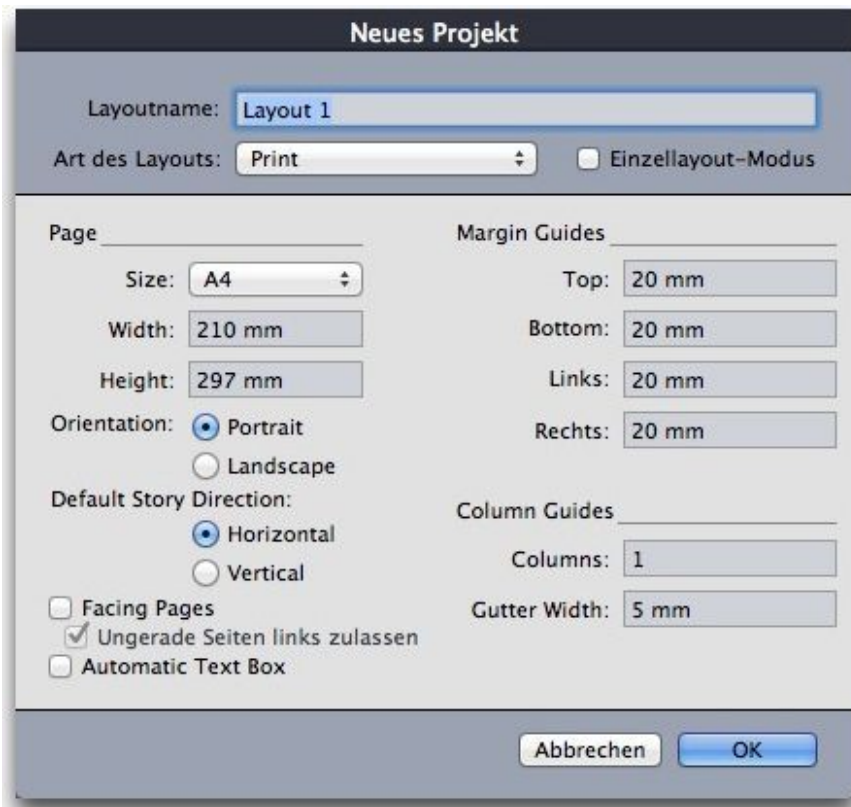 Neues Projekt
Layoutname: Layout 1
Art des Layouts: Print Einzellayout-Modus
Page
Size: A4
Width: 210 mm
Height: 297 mm
Orientation: Portrait
Landscape
Default Story Direction:
Horizontal
Vertical
Facing Pages
Ungerade Seiten links zulassen
Automatic Text Box
Margin Guides
Top: 20 mm
Bottom: 20 mm
Links: 20 mm
Rechts: 20 mm
Column Guides
Columns: 1
Gutter Width: 5 mm
Abbrechen OK